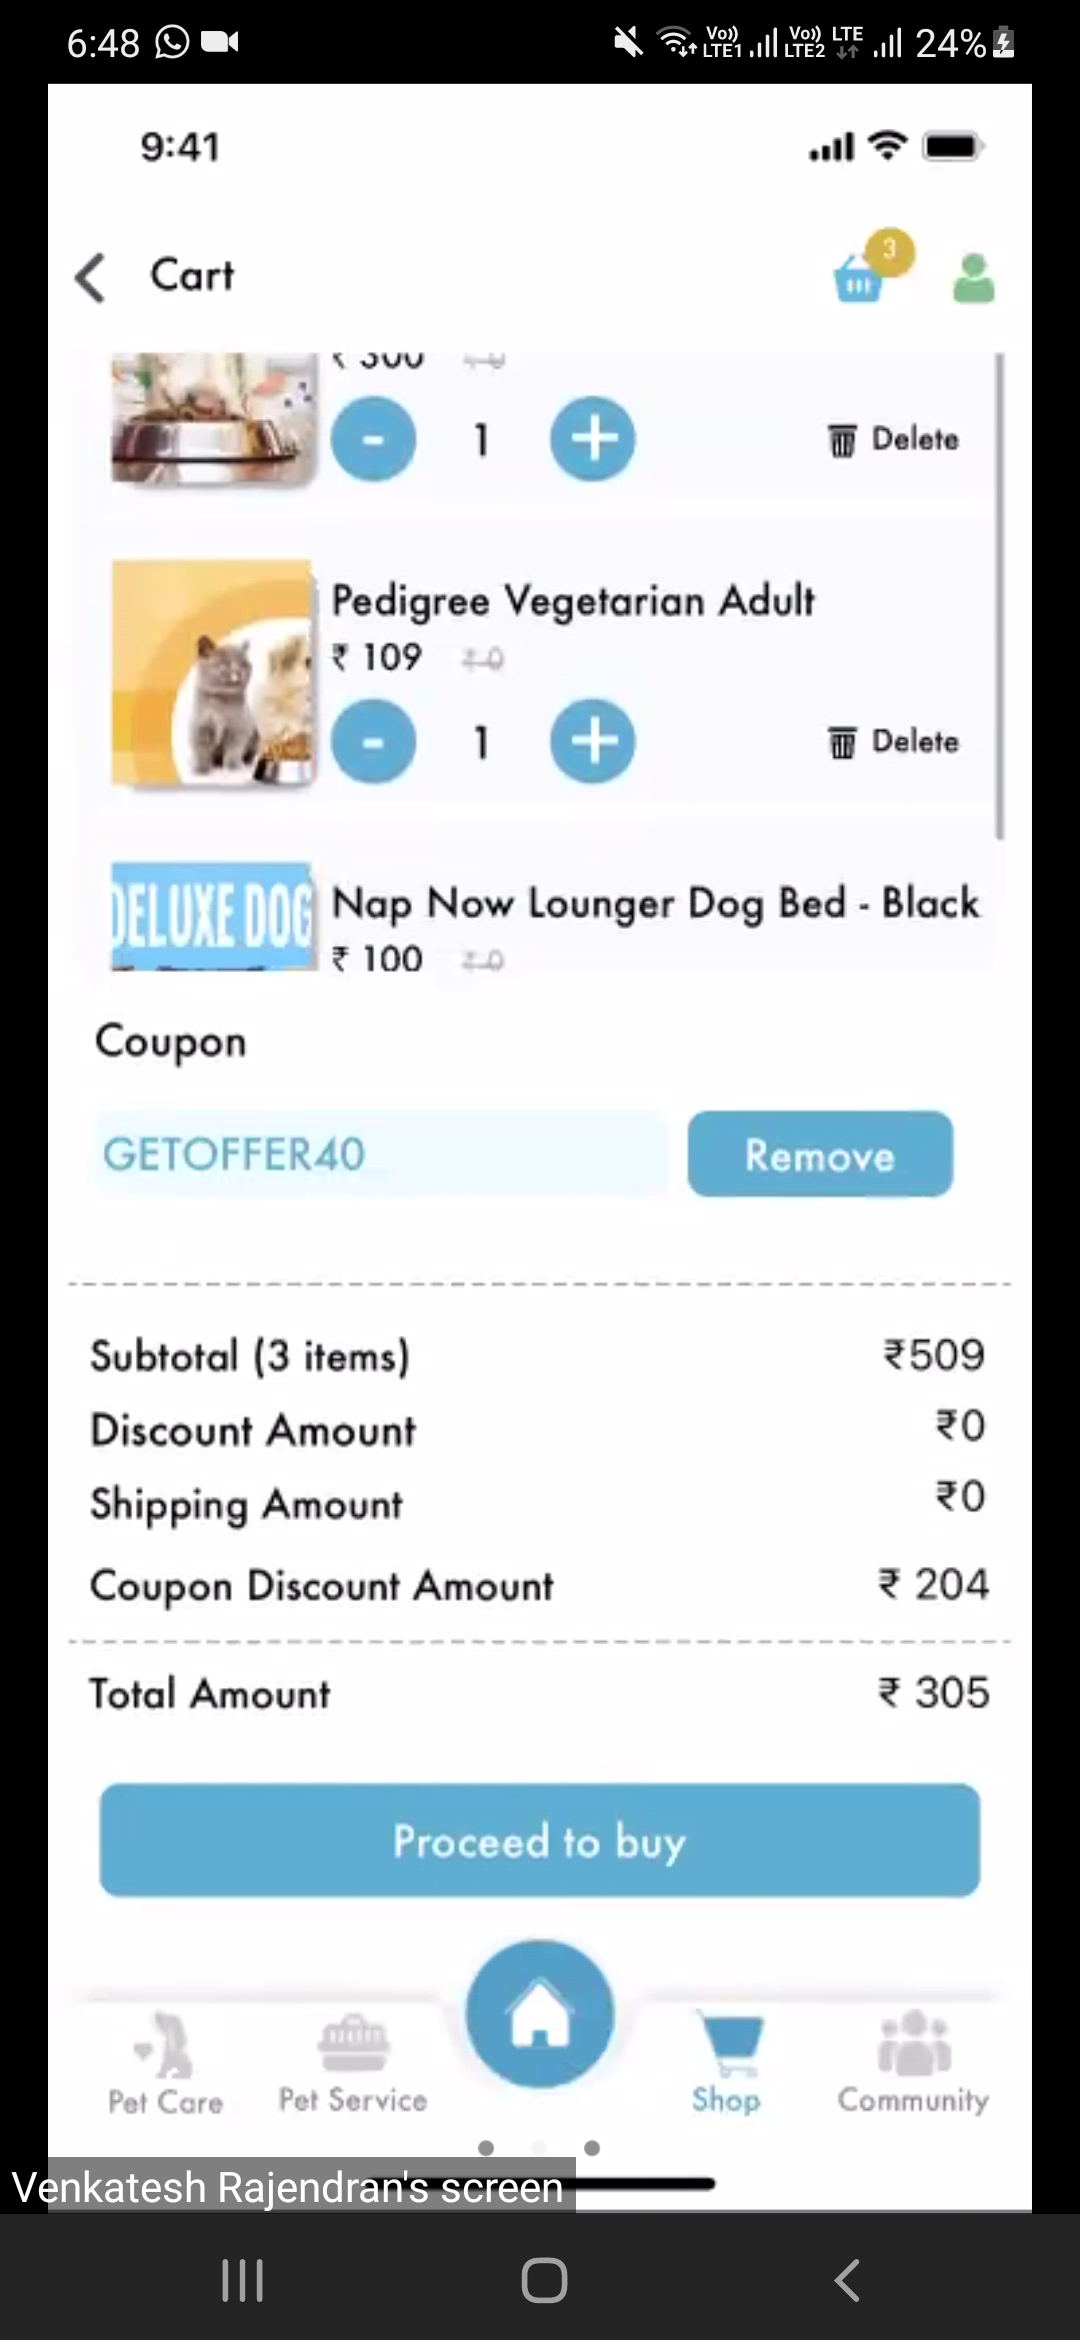 6:48 Vo)) LTE1 Vo)) LTE2 LTE 24%
9:41
Cart 3
₹ 300 ₹ 0
- 1 + Delete
Pedigree Vegetarian Adult
₹ 109 ₹ 0
- 1 + Delete
DELUXE DOG
Nap Now Lounger Dog Bed - Black
₹ 100 ₹ 0
Coupon
GETOFFER40 Remove
Subtotal (3 items) ₹509
Discount Amount ₹0
Shipping Amount ₹0
Coupon Discount Amount ₹ 204
Total Amount ₹ 305
Proceed to buy
Pet Care Pet Service Shop Community
Venkatesh Rajendran's screen